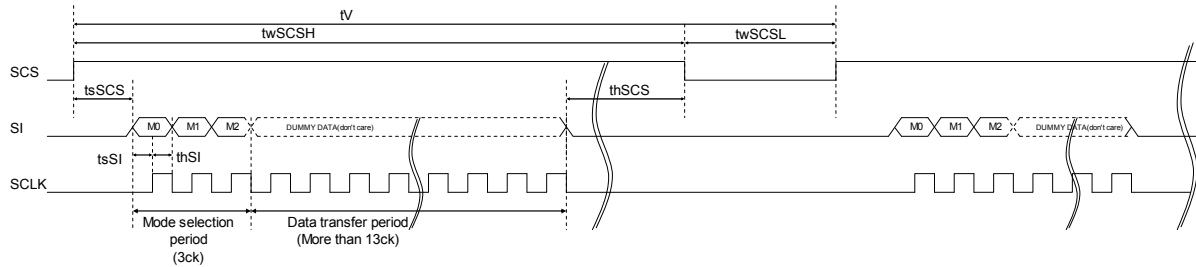 tV
twSCSH
twSCSL
SCS
tsSCS
thSCS
SI
M0
M1
M2
DUMMY DATA(don't care)
M0
M1
M2
DUMMY DATA(don't care)
tsSI
thSI
SCLK
Mode selection
period
(3ck)
Data transfer period
(More than 13ck)